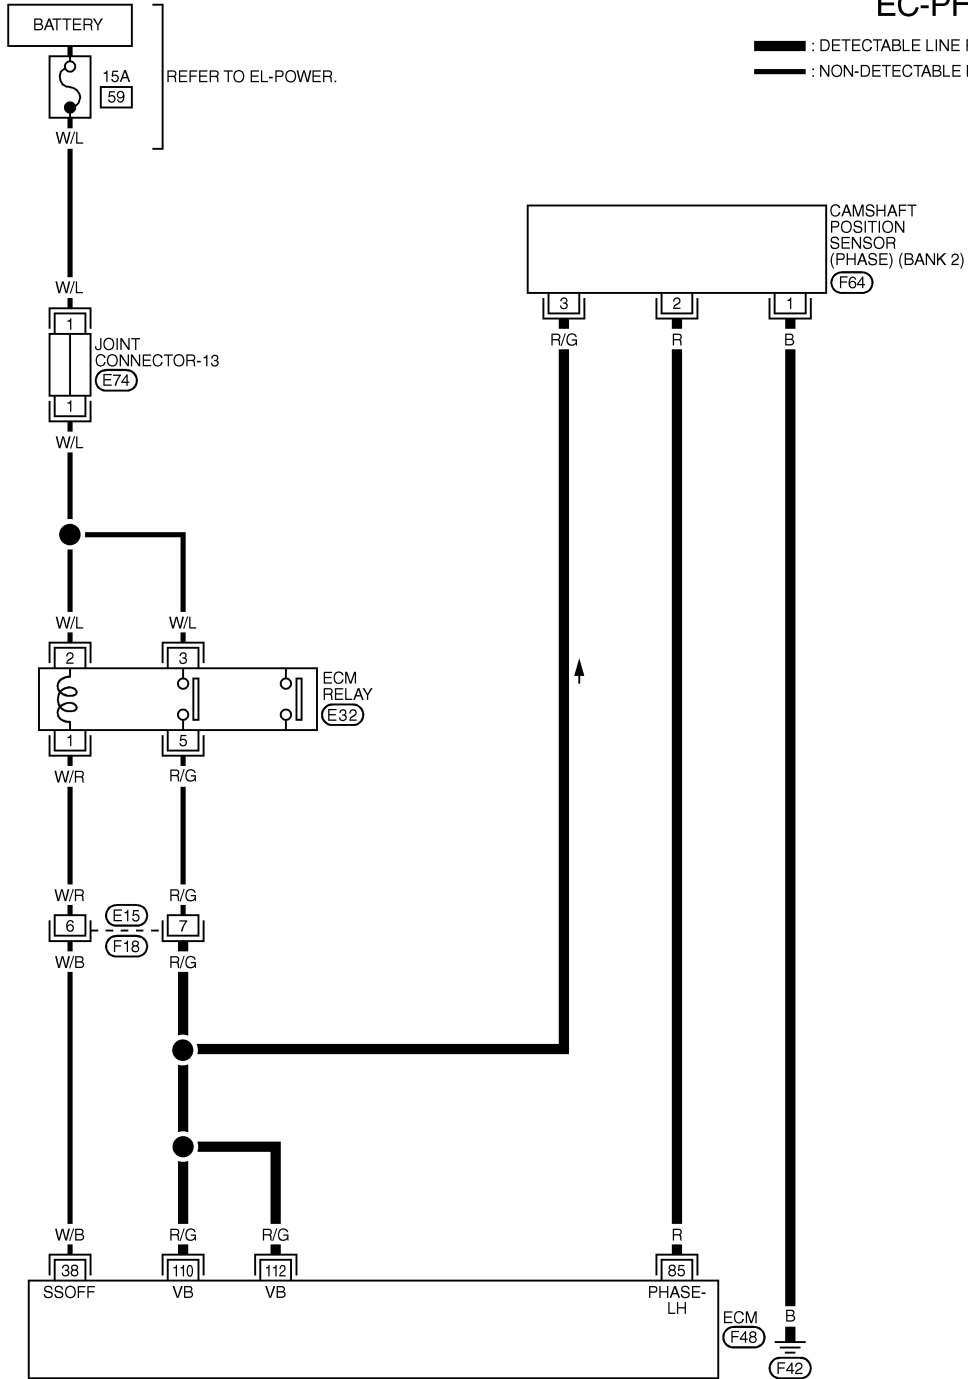 EC-PH
BATTERY
: DETECTABLE LINE
: NON-DETECTABLE
15A
59
REFER TO EL-POWER.
W/L
CAMSHAFT
POSITION
SENSOR
(PHASE) (BANK 2)
F64
W/L
3
2
1
1
R/G
R
B
JOINT
CONNECTOR-13
E74
1
W/L
W/L
W/L
2
3
ECM
RELAY
E32
1
5
W/R
R/G
W/R
R/G
6
E15
7
F18
W/B
R/G
W/B
R/G
R/G
R
38
110
112
85
SSOFF
VB
VB
PHASE-
LH
ECM
F48
B
F42